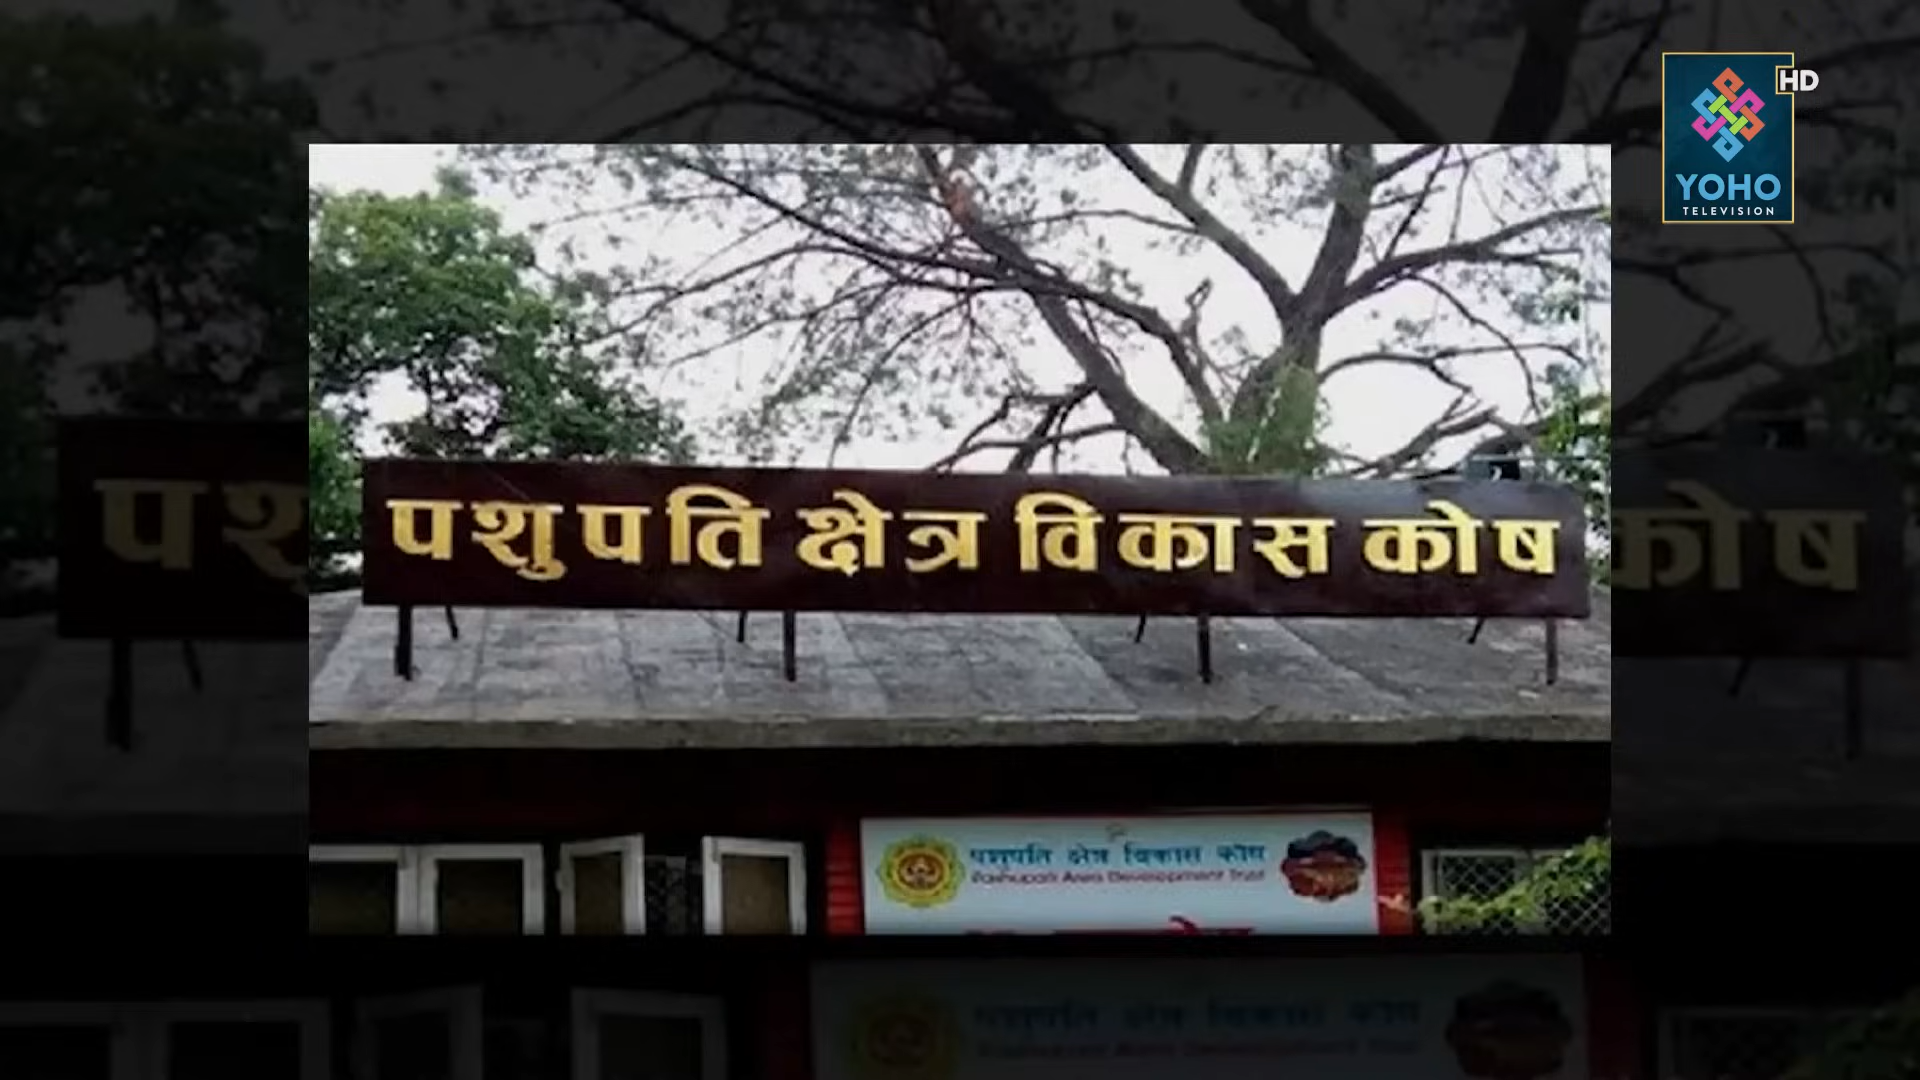 HD
YOHO
TELEVISION
पशुपति क्षेत्र विकास कोष
पशुपति क्षेत्र विकास कोष
Pashupati Area Development Trust